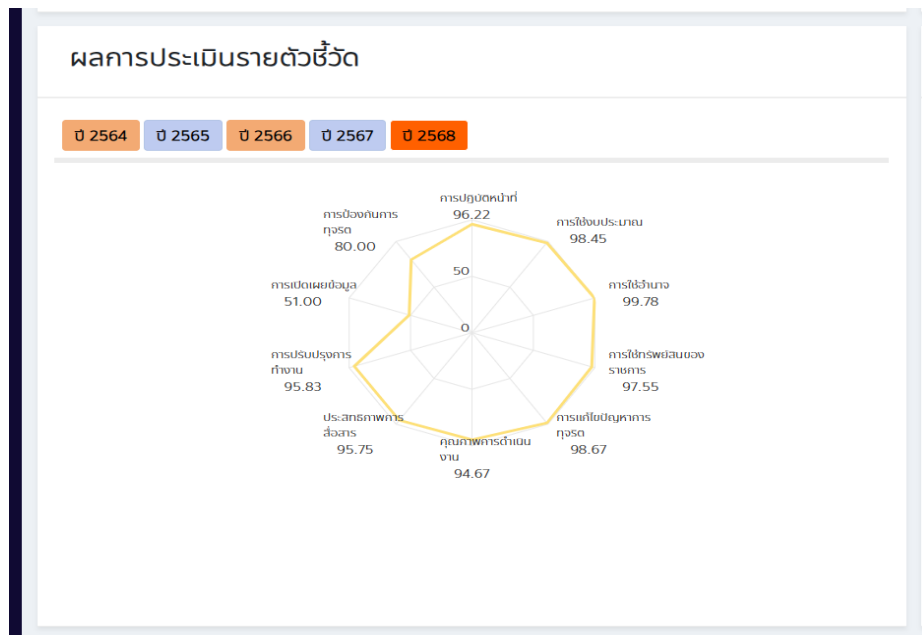 ผลการประเมินรายตัวชี้วัด
ปี 2564
ปี 2565
ปี 2566
ปี 2567
ปี 2568
การปฏิบัติหน้าที่
96.22
การใช้งบประมาณ
98.45
การใช้อำนาจ
99.78
การใช้ทรัพย์สินของ
ราชการ
97.55
การแก้ไขปัญหาการ
ทุจริต
98.67
คุณภาพการดำเนิน
งาน
94.67
ประสิทธิภาพการ
สื่อสาร
95.75
การปรับปรุงการ
ทำงาน
95.83
การเปิดเผยข้อมูล
51.00
การป้องกันการ
ทุจริต
80.00
50
0